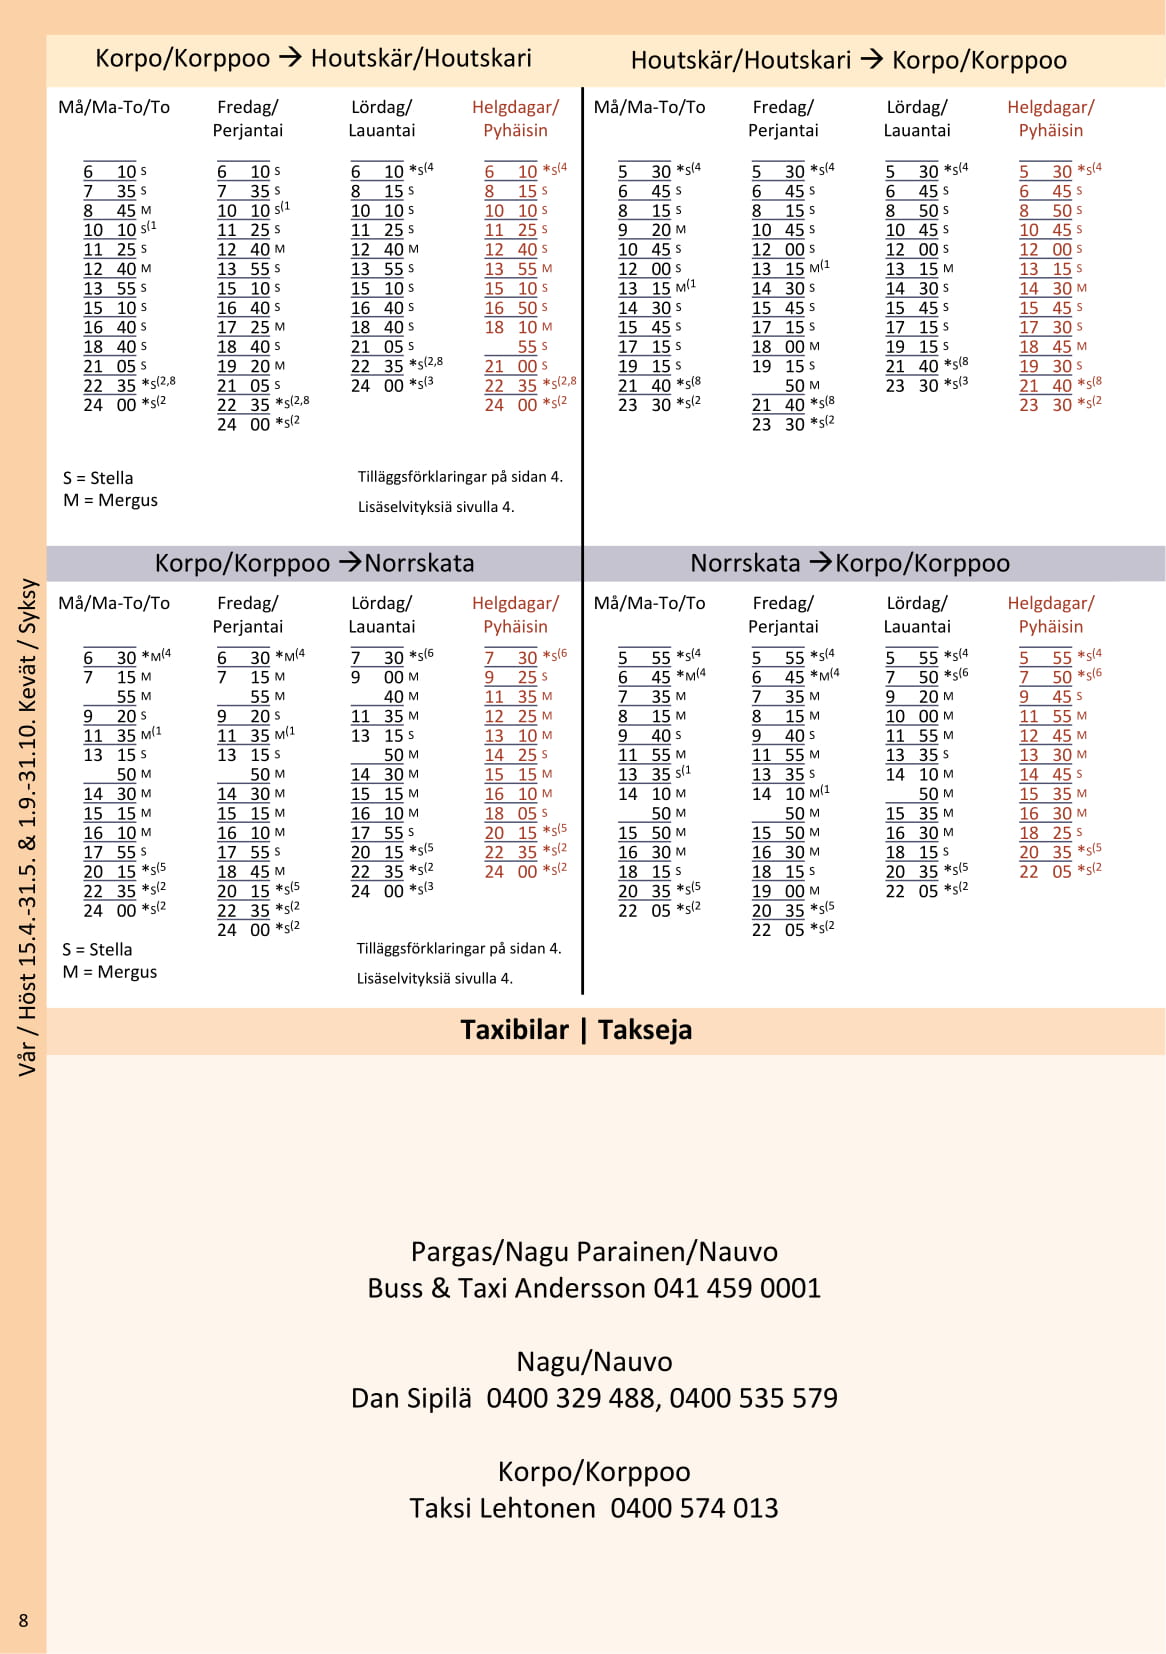 Korpo/Korppoo → Houtskär/Houtskari
Må/Ma-To/To Fredag/ Perjantai Lördag/ Lauantai Helgdagar/ Pyhäisin
6 10 S 6 10 S 6 10 *S(4 6 10 *S(4
7 35 S 7 35 S 8 15 S 8 15 S
8 45 M 10 10 S(1 10 10 S 10 10 S
10 10 S(1 11 25 S 11 25 S 11 25 S
11 25 S 12 40 M 12 40 M 12 40 S
12 40 M 13 55 S 13 55 S 13 55 M
13 55 S 15 10 S 15 10 S 15 10 S
15 10 S 16 40 S 16 40 S 16 50 S
16 40 S 17 25 M 18 40 S 18 10 M
18 40 S 18 40 S 21 05 S 55 S
21 05 S 19 20 M 22 35 *S(2,8 21 00 S
22 35 *S(2,8 21 05 S 24 00 *S(3 22 35 *S(2,8
24 00 *S(2 22 35 *S(2,8 24 00 *S(2
24 00 *S(2
S = Stella
M = Mergus
Tilläggsförklaringar på sidan 4.
Lisäselvityksiä sivulla 4.
Houtskär/Houtskari → Korpo/Korppoo
Må/Ma-To/To Fredag/ Perjantai Lördag/ Lauantai Helgdagar/ Pyhäisin
5 30 *S(4 5 30 *S(4 5 30 *S(4 5 30 *S(4
6 45 S 6 45 S 6 45 S 6 45 S
8 15 S 8 15 S 8 50 S 8 50 S
9 20 M 10 45 S 10 45 S 10 45 S
10 45 S 12 00 S 12 00 S 12 00 S
12 00 S 13 15 M(1 13 15 M 13 15 S
13 15 M(1 14 30 S 14 30 S 14 30 M
14 30 S 15 45 S 15 45 S 15 45 S
15 45 S 17 15 S 17 15 S 17 30 S
17 15 S 18 00 M 19 15 S 18 45 M
19 15 S 19 15 S 21 40 *S(8 19 30 S
21 40 *S(8 50 M 23 30 *S(3 21 40 *S(8
23 30 *S(2 21 40 *S(8 23 30 *S(2
23 30 *S(2
Korpo/Korppoo →Norrskata
Må/Ma-To/To Fredag/ Perjantai Lördag/ Lauantai Helgdagar/ Pyhäisin
6 30 *M(4 6 30 *M(4 7 30 *S(6 7 30 *S(6
7 15 M 7 15 M 9 00 M 9 25 S
55 M 55 M 40 M 11 35 M
9 20 S 9 20 S 11 35 M 12 25 M
11 35 M(1 11 35 M(1 13 15 S 13 10 M
13 15 S 13 15 S 50 M 14 25 S
50 M 50 M 14 30 M 15 15 M
14 30 M 14 30 M 15 15 M 16 10 M
15 15 M 15 15 M 16 10 M 18 05 S
16 10 M 16 10 M 17 55 S 20 15 *S(5
17 55 S 17 55 S 20 15 *S(5 22 35 *S(2
20 15 *S(5 18 45 M 22 35 *S(2 24 00 *S(2
22 35 *S(2 20 15 *S(5 24 00 *S(3
24 00 *S(2 22 35 *S(2
24 00 *S(2
S = Stella
M = Mergus
Tilläggsförklaringar på sidan 4.
Lisäselvityksiä sivulla 4.
Norrskata →Korpo/Korppoo
Må/Ma-To/To Fredag/ Perjantai Lördag/ Lauantai Helgdagar/ Pyhäisin
5 55 *S(4 5 55 *S(4 5 55 *S(4 5 55 *S(4
6 45 *M(4 6 45 *M(4 7 50 *S(6 7 50 *S(6
7 35 M 7 35 M 9 20 M 9 45 S
8 15 M 8 15 M 10 00 M 11 55 M
9 40 S 9 40 S 11 55 M 12 45 M
11 55 M 11 55 M 13 35 S 13 30 M
13 35 S(1 13 35 S 14 10 M 14 45 S
14 10 M 14 10 M(1 50 M 15 35 M
50 M 50 M 15 35 M 16 30 M
15 50 M 15 50 M 16 30 M 18 25 S
16 30 M 16 30 M 18 15 S 20 35 *S(5
18 15 S 18 15 S 20 35 *S(5 22 05 *S(2
20 35 *S(5 19 00 M 22 05 *S(2
22 05 *S(2 20 35 *S(5
22 05 *S(2
Vår / Höst 15.4.-31.5. & 1.9.-31.10. Kevät / Syksy
Taxibilar | Takseja
Pargas/Nagu Parainen/Nauvo
Buss & Taxi Andersson 041 459 0001
Nagu/Nauvo
Dan Sipilä 0400 329 488, 0400 535 579
Korpo/Korppoo
Taksi Lehtonen 0400 574 013
8